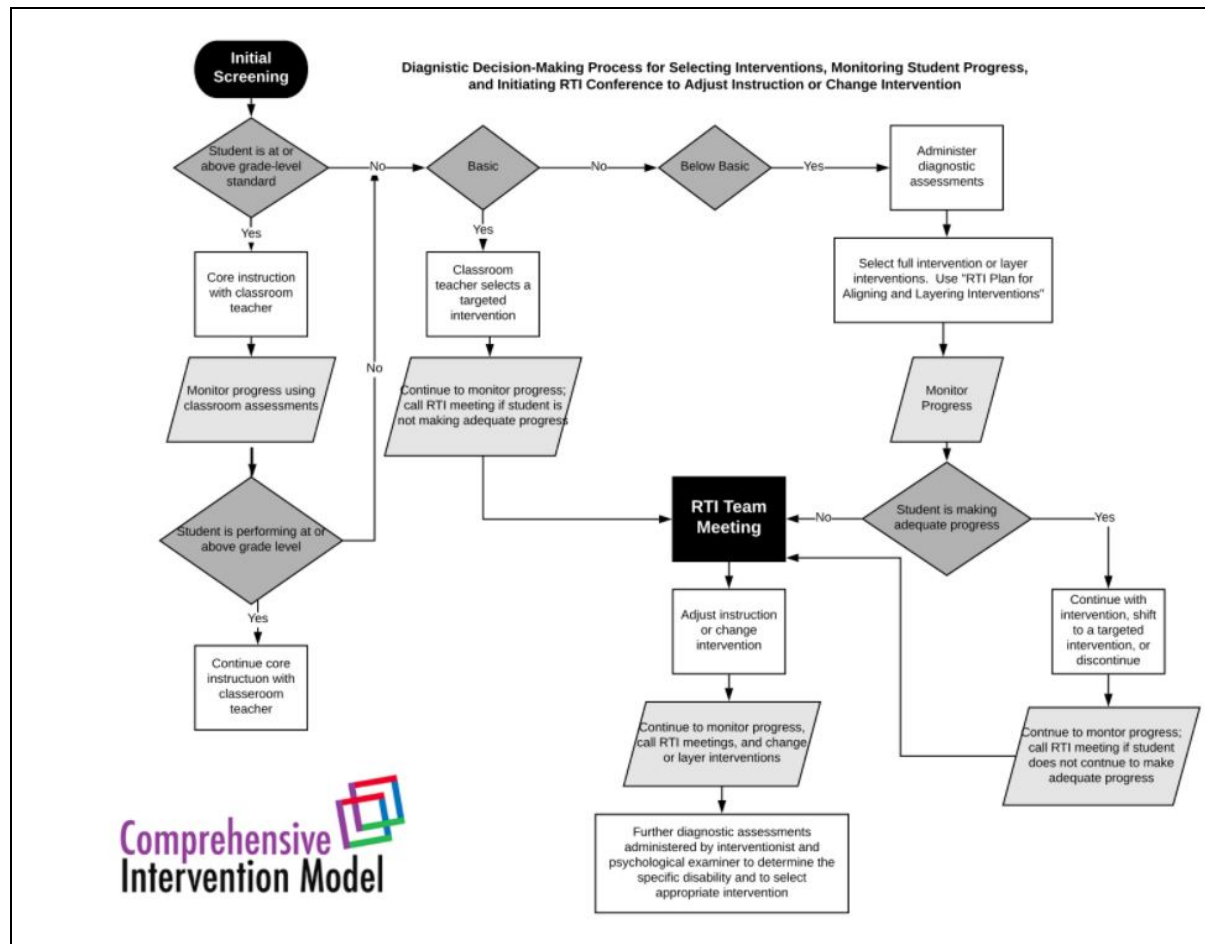 Initial
Screening
Diagnostic Decision-Making Process for Selecting Interventions, Monitoring Student Progress,
and Initiating RTI Conference to Adjust Instruction or Change Intervention
Student is at or
above grade-level
standard
No
Basic
No
Below Basic
Yes
Administer
diagnostic
assessments
Yes
Yes
Core instruction
with classroom
teacher
Classroom
teacher selects a
targeted
intervention
Select full intervention or layer
interventions. Use "RTI Plan for
Aligning and Layering Interventions"
No
Monitor progress using
classroom assessments
Continue to monitor progress;
call RTI meeting if student is
not making adequate progress
Monitor
Progress
Student is performing at or
above grade level
RTI Team
Meeting
No
Student is making
adequate progress
Yes
Yes
Continue core
instructuon with
classeroom
teacher
Adjust instruction
or change
intervention
Continue with
intervention, shift
to a targeted
intervention, or
discontinue
Continue to monitor progress,
call RTI meetings, and change
or layer interventions
Continue to montor progress;
call RTI meeting if student
does not contnue to make
adequate progress
Further diagnostic assessments
administered by interventionist and
psychological examiner to determine the
specific disability and to select
appropriate intervention
Comprehensive
Intervention Model